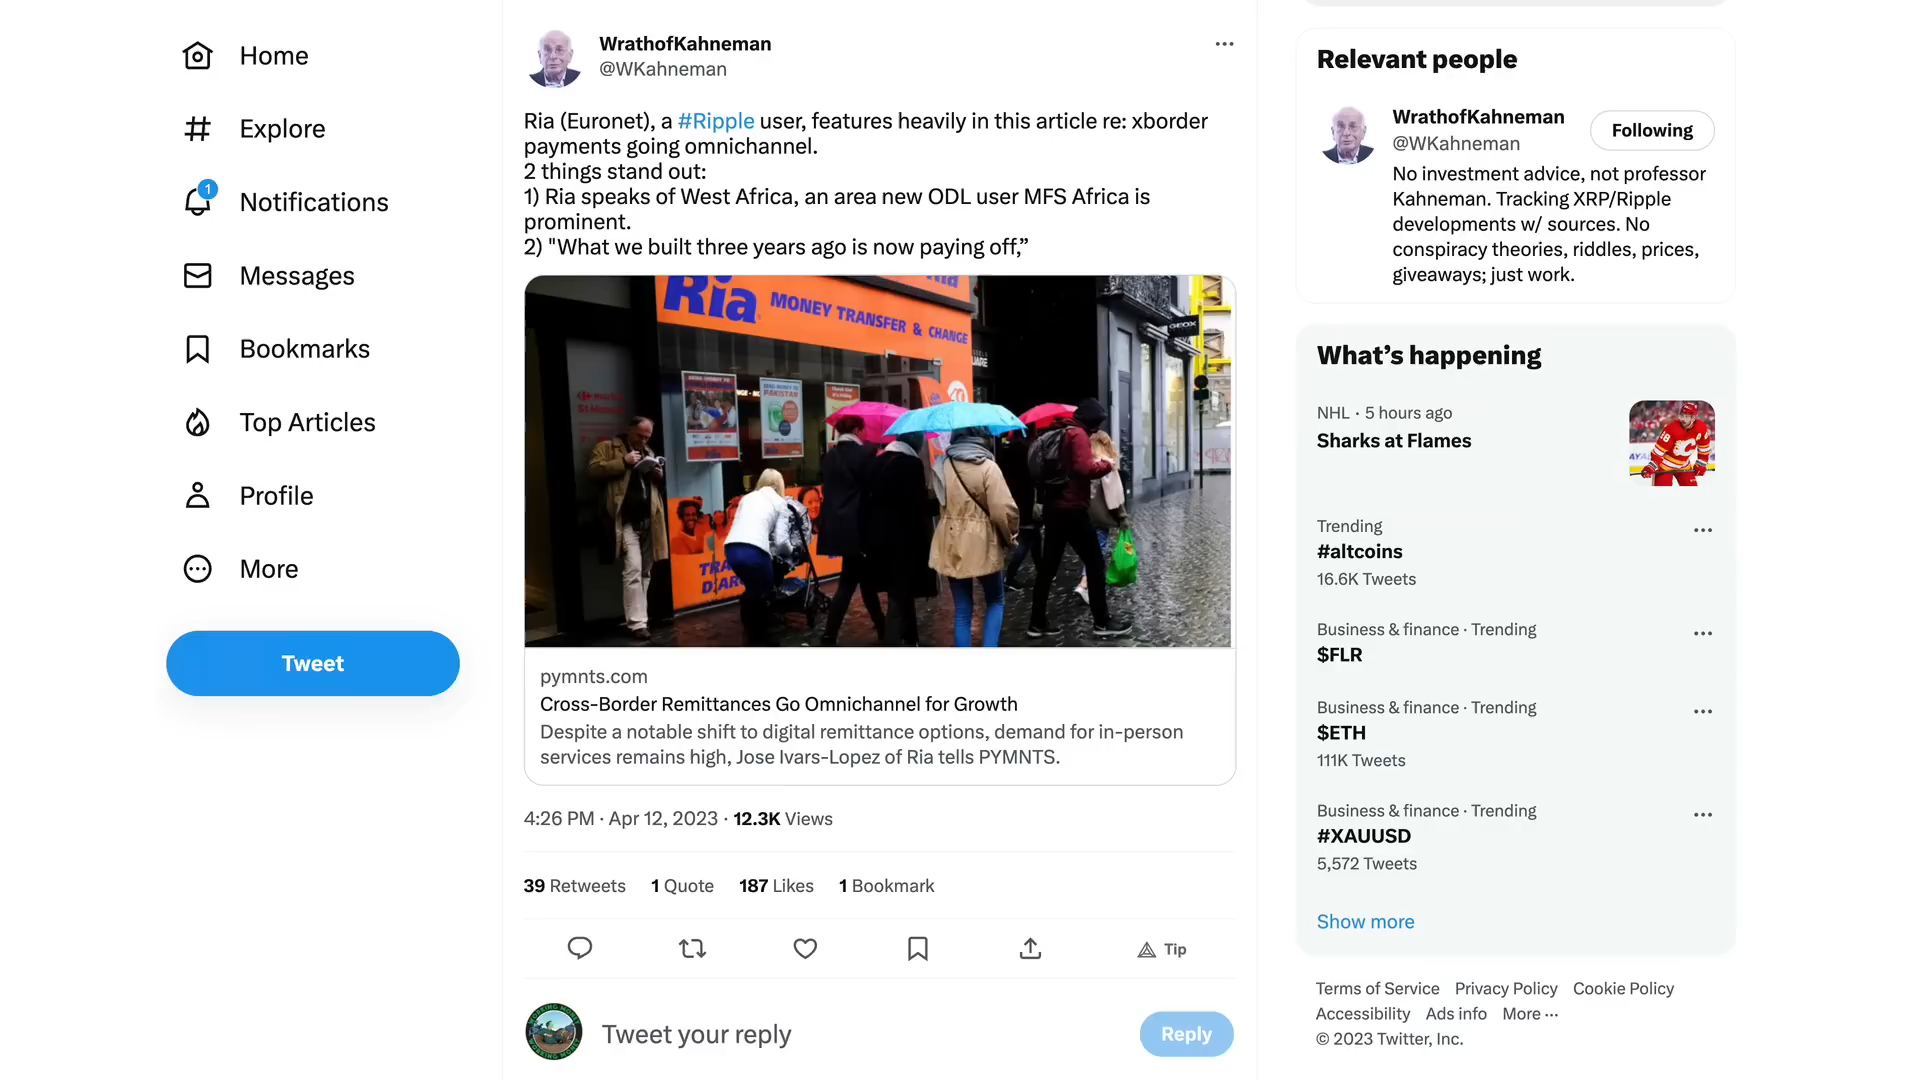 Home
Explore
1
Notifications
Messages
Bookmarks
Top Articles
Profile
More
Tweet
WrathofKahneman
@WKahneman
Ria (Euronet), a #Ripple user, features heavily in this article re: xborder
payments going omnichannel.
2 things stand out:
1) Ria speaks of West Africa, an area new ODL user MFS Africa is
prominent.
2) "What we built three years ago is now paying off,”
Ria MONEY TRANSFER & CHANGE
GEOX
PAKISTAN
pymnts.com
Cross-Border Remittances Go Omnichannel for Growth
Despite a notable shift to digital remittance options, demand for in-person
services remains high, Jose Ivars-Lopez of Ria tells PYMNTS.
4:26 PM · Apr 12, 2023 · 12.3K Views
39 Retweets 1 Quote 187 Likes 1 Bookmark
Tip
Tweet your reply
Reply
Relevant people
WrathofKahneman
@WKahneman
Following
No investment advice, not professor
Kahneman. Tracking XRP/Ripple
developments w/ sources. No
conspiracy theories, riddles, prices,
giveaways; just work.
What’s happening
NHL · 5 hours ago
Sharks at Flames
Trending
#altcoins
16.6K Tweets
Business & finance · Trending
$FLR
Business & finance · Trending
$ETH
111K Tweets
Business & finance · Trending
#XAUUSD
5,572 Tweets
Show more
Terms of Service Privacy Policy Cookie Policy
Accessibility Ads info More ···
© 2023 Twitter, Inc.